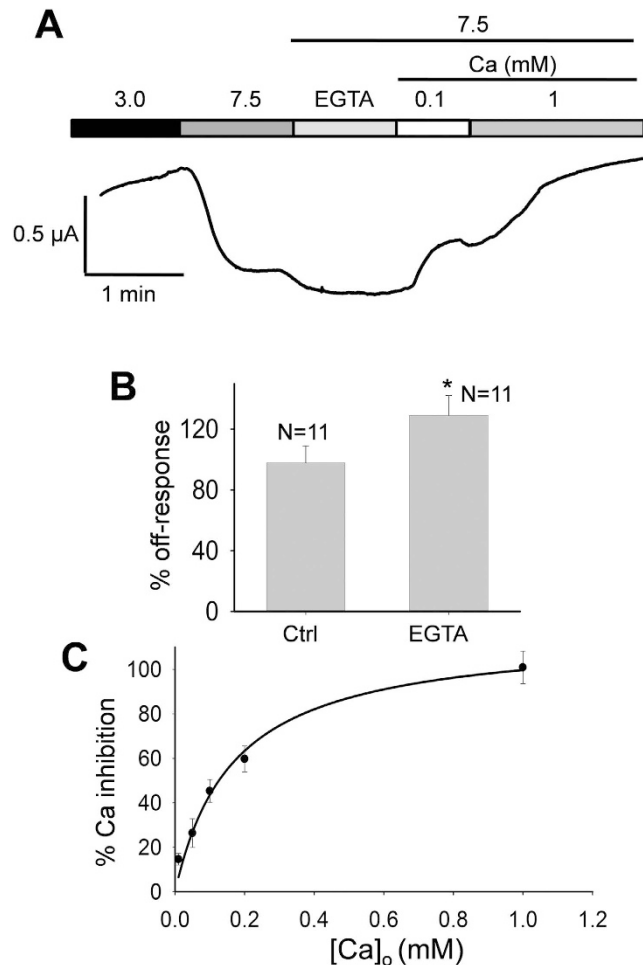 A
7.5
Ca (mM)
3.0 7.5 EGTA 0.1 1
0.5 µA
1 min
B
% off-response
120
80
40
0
N=11
* N=11
Ctrl EGTA
C
% Ca inhibition
100
80
60
40
20
0
0.0 0.2 0.4 0.6 0.8 1.0 1.2
[Ca]o (mM)